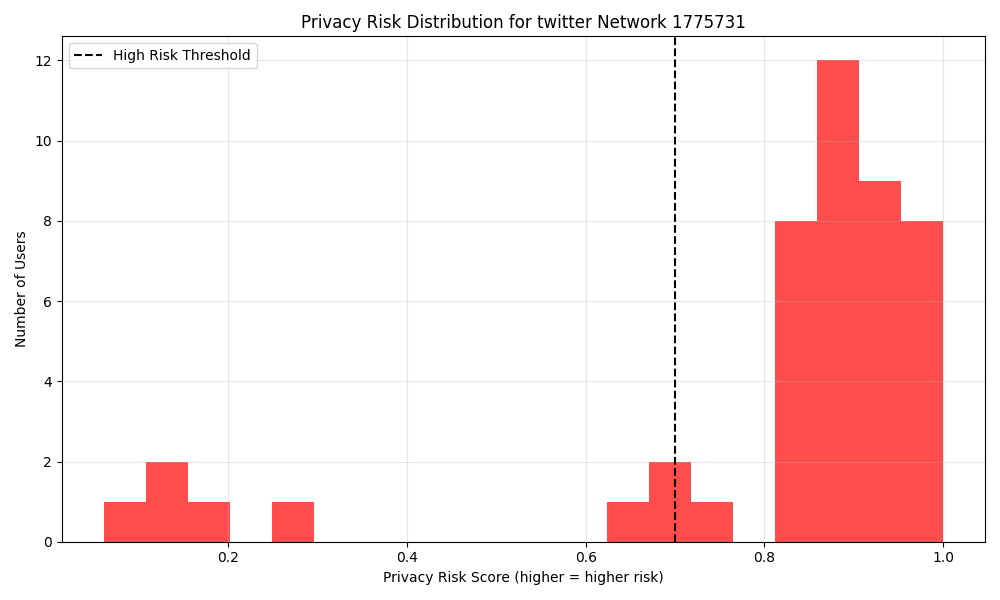 Privacy Risk Distribution for twitter Network 1775731
High Risk Threshold
Number of Users
12
10
8
6
4
2
0
0.2 0.4 0.6 0.8 1.0
Privacy Risk Score (higher = higher risk)